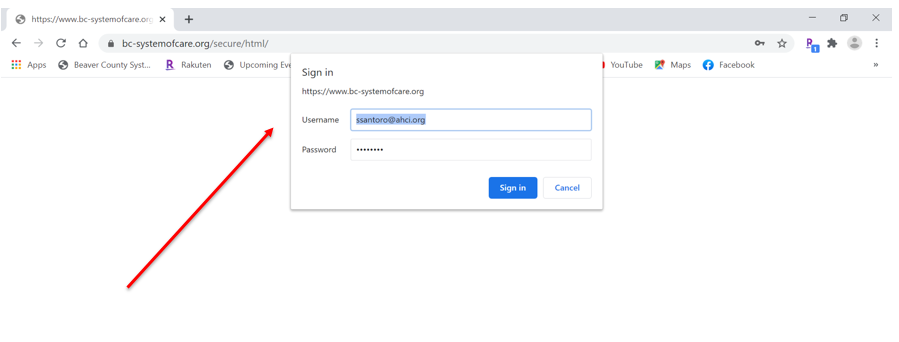 https://www.bc-systemofcare.org
bc-systemofcare.org/secure/html/
Apps Beaver County Syst... R Rakuten Upcoming Ev YouTube Maps Facebook »
Sign in
https://www.bc-systemofcare.org
Username ssantoro@ahci.org
Password ••••••••
Sign in Cancel